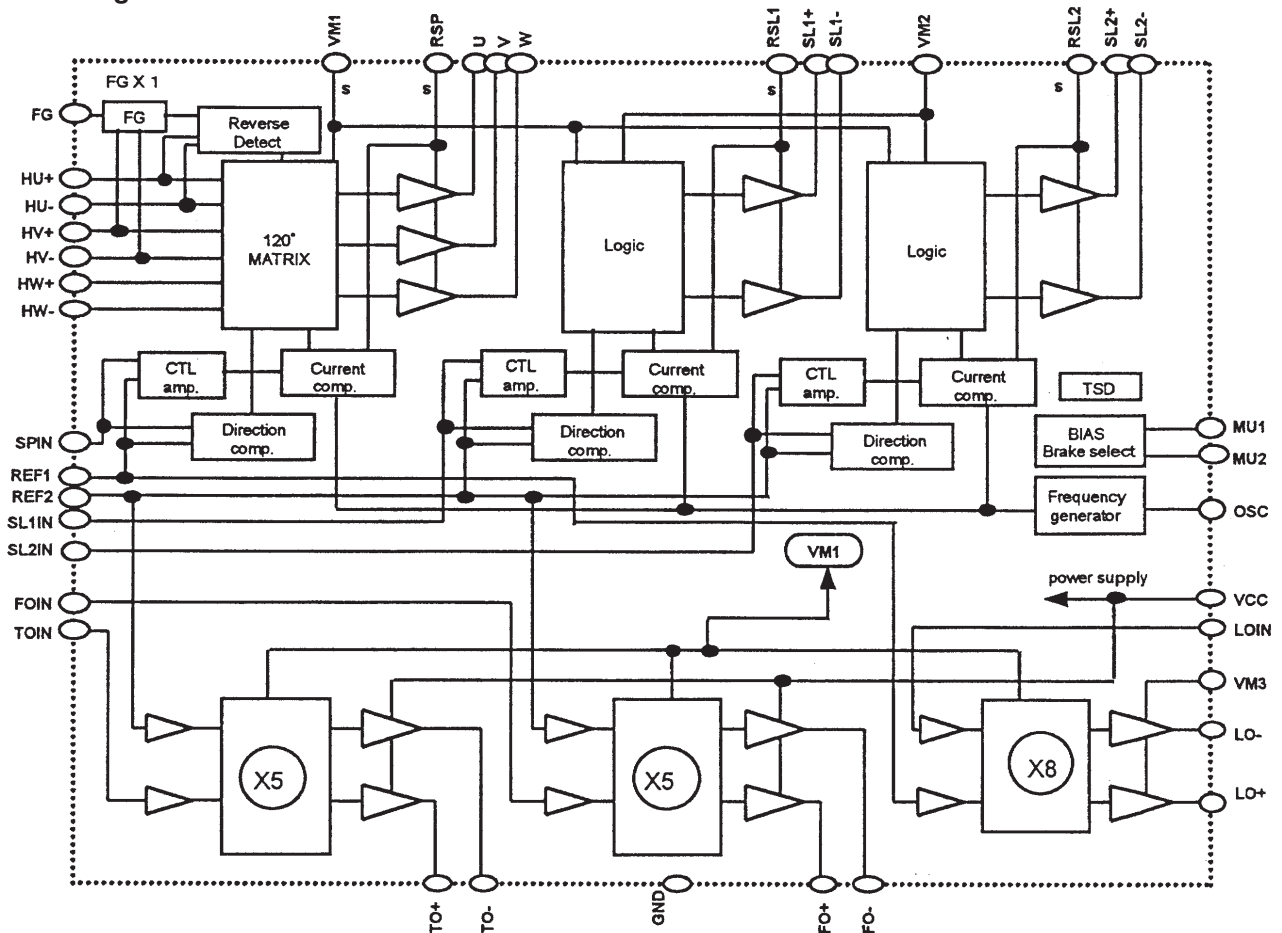 VM1
RSP
U
V
W
RSL1
SL1+
SL1-
VM2
RSL2
SL2+
SL2-
FG X 1
s
s
s
s
FG
FG
Reverse
Detect
HU+
HU-
HV+
HV-
HW+
HW-
120°
MATRIX
Logic
Logic
CTL
amp.
Current
comp.
CTL
amp.
Current
comp.
CTL
amp.
Current
comp.
TSD
Direction
comp.
Direction
comp.
Direction
comp.
BIAS
Brake select
MU1
MU2
SPIN
REF1
REF2
SL1IN
SL2IN
Frequency
generator
OSC
VM1
power supply
FOIN
TOIN
VCC
LOIN
VM3
LO-
LO+
X5
X5
X8
TO+
TO-
GND
FO+
FO-